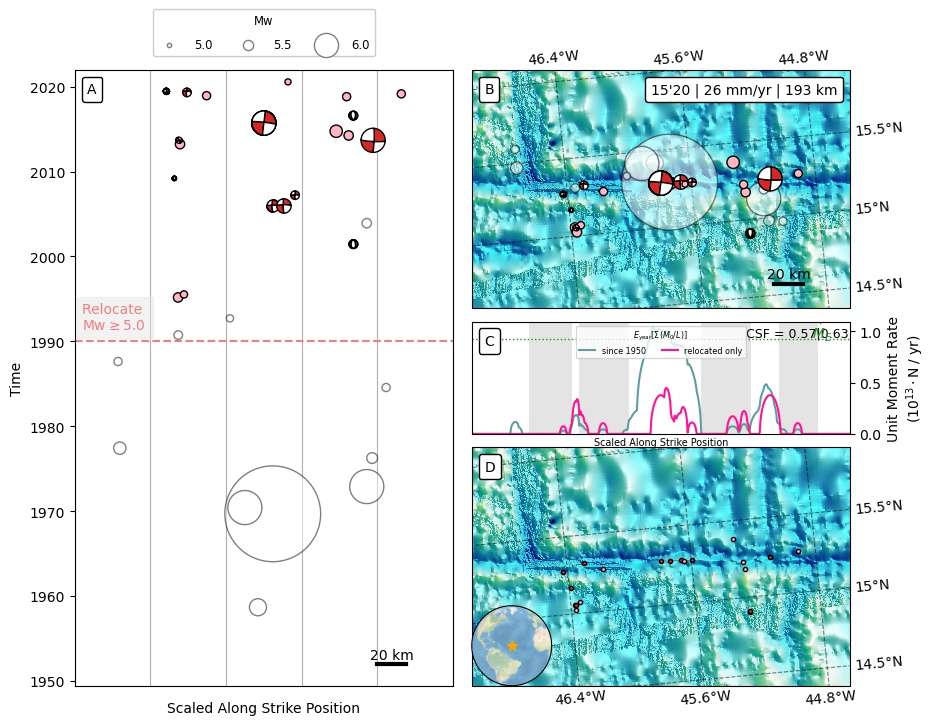 Mw
5.0 5.5 6.0
A
2020
2010
2000
Relocate
Mw ≥ 5.0
1990
1980
1970
1960
1950
Time
20 km
Scaled Along Strike Position
46.4°W 45.6°W 44.8°W
B
15'20 | 26 mm/yr | 193 km
15.5°N
15°N
14.5°N
20 km
C
E_year[Σ(M₀/L)]
since 1950 relocated only
CSF = 0.57/0.63
1.0
0.0
Unit Moment Rate
(10¹³ · N / yr)
Scaled Along Strike Position
D
15.5°N
15°N
14.5°N
46.4°W 45.6°W 44.8°W